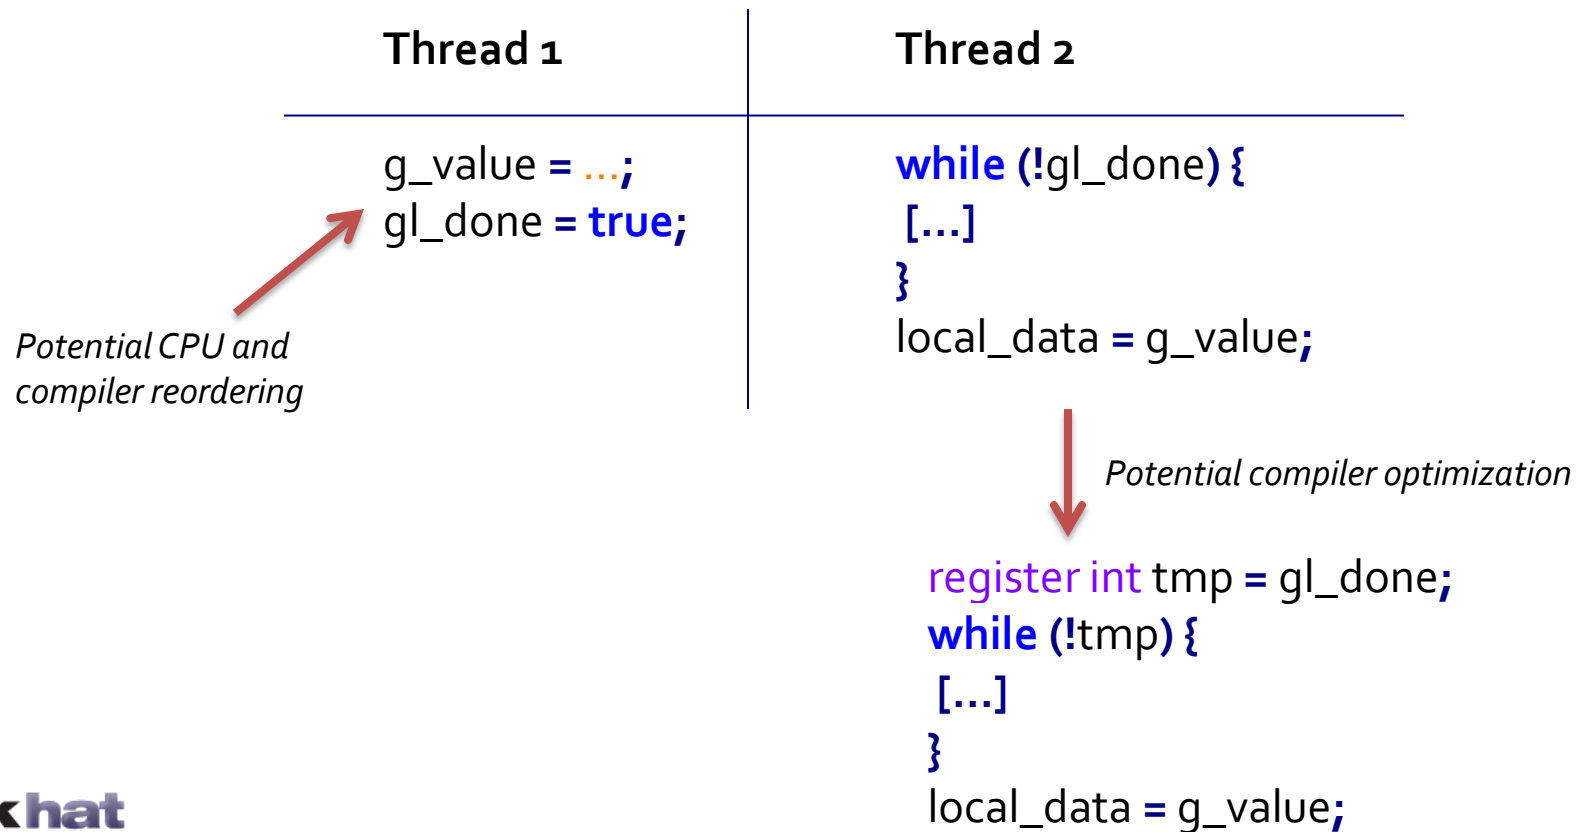 Thread 1
g_value = ...;
gl_done = true;
Potential CPU and
compiler reordering
Thread 2
while (!gl_done) {
[...]
}
local_data = g_value;
Potential compiler optimization
register int tmp = gl_done;
while (!tmp) {
[...]
}
local_data = g_value;
hat